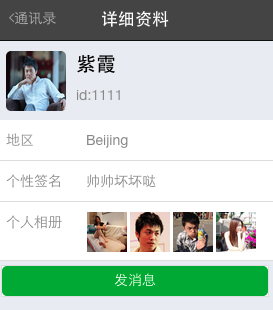 <通讯录 详细资料
紫霞
id:1111
地区 Beijing
个性签名 帅帅坏坏哒
个人相册
发消息